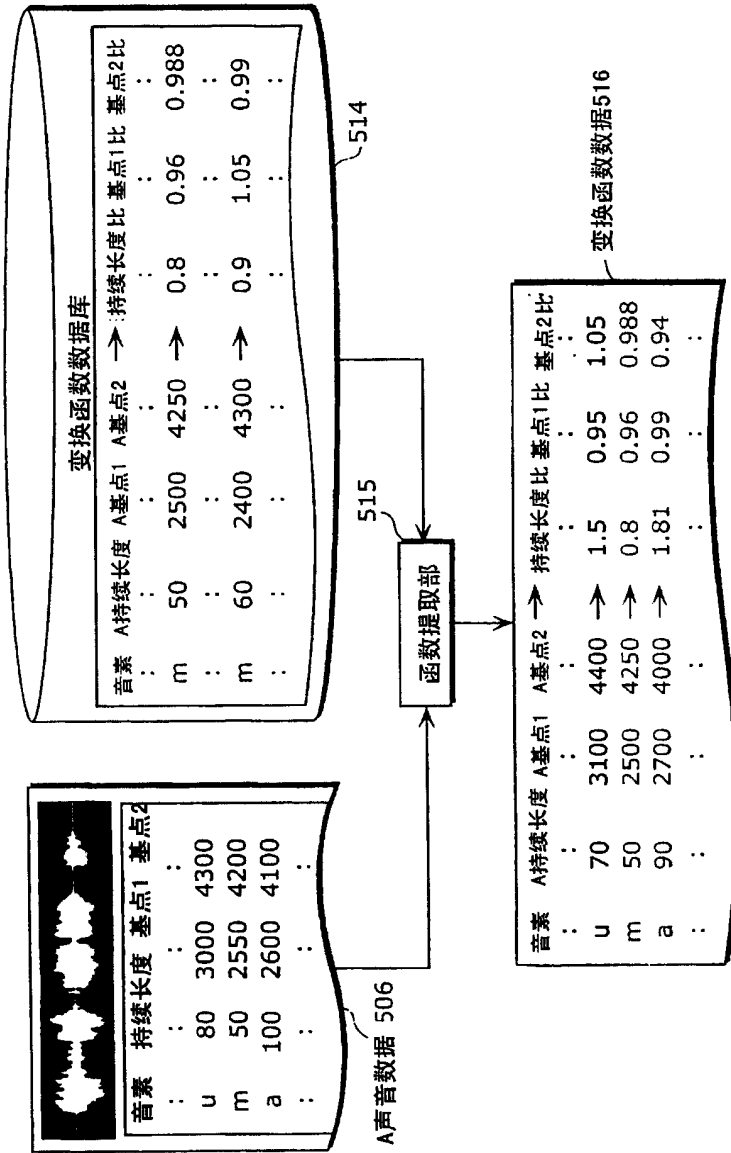 音素 持续长度 基点1 基点2
: : : :
u 80 3000 4300
m 50 2550 4200
a 100 2600 4100
: : : :
A声音数据 506
变换函数数据库
音素 A持续长度 A基点1 A基点2 → :持续长度比 基点1比 基点2比
: : : : : : :
m 50 2500 4250 → 0.8 0.96 0.988
: : : : : : :
m 60 2400 4300 → 0.9 1.05 0.99
: : : : : : :
514
515
函数提取部
音素 A持续长度 A基点1 A基点2 → 持续长度比 基点1比 基点2比
: : : : : : :
u 70 3100 4400 → 1.5 0.95 1.05
m 50 2500 4250 → 0.8 0.96 0.988
a 90 2700 4000 → 1.81 0.99 0.94
: : : : : : :
变换函数数据516